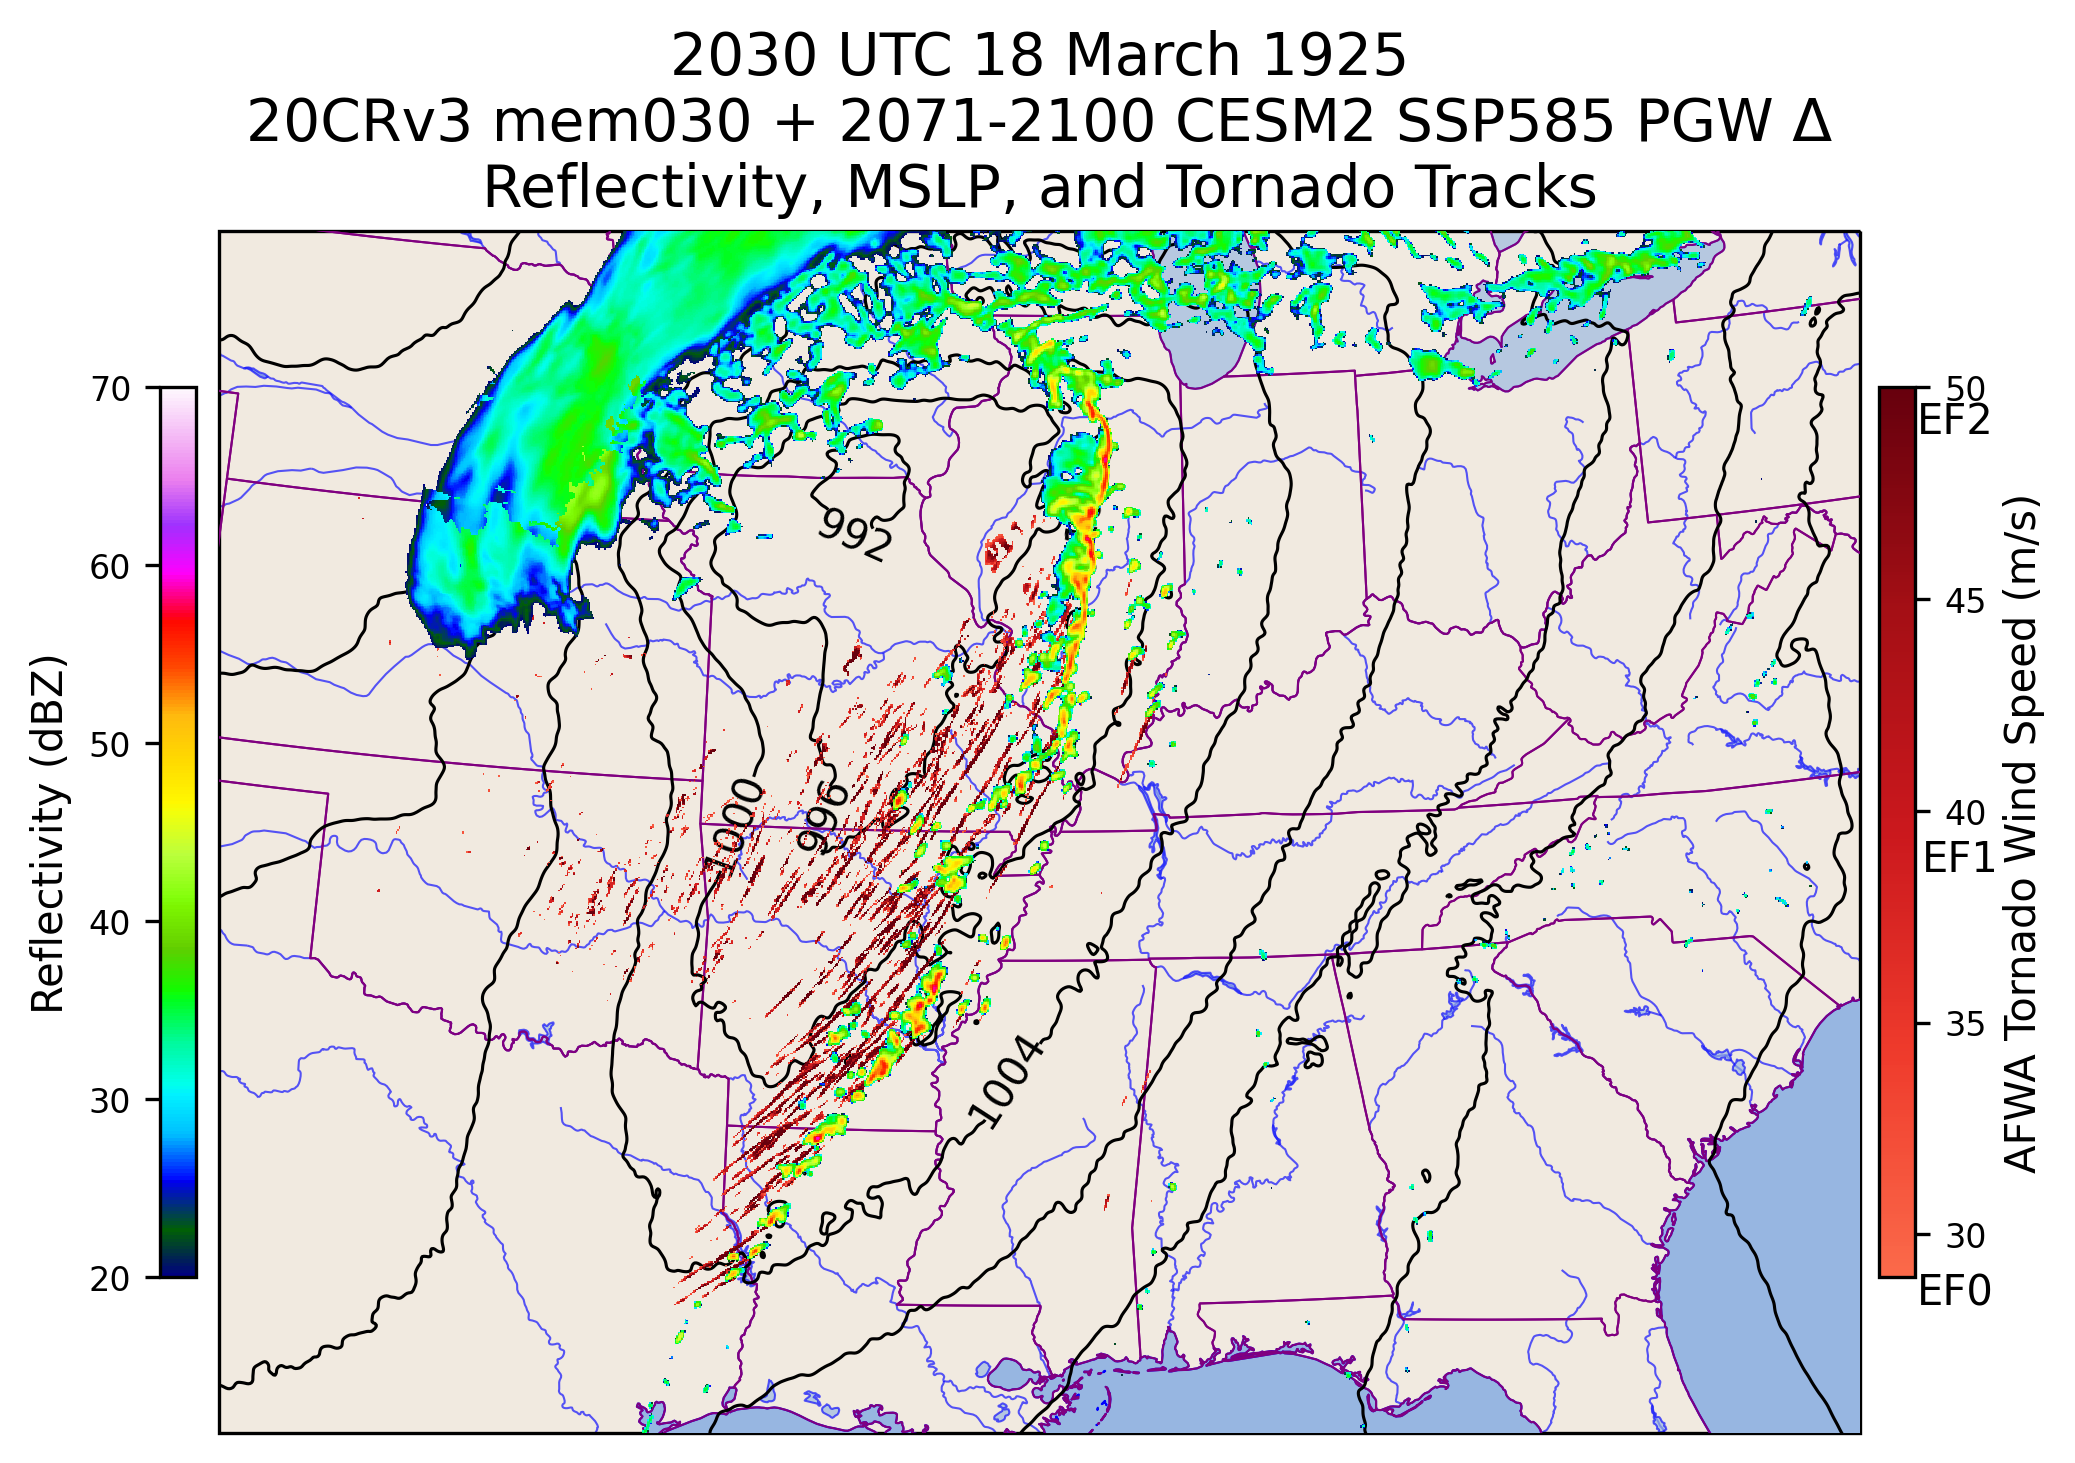 2030 UTC 18 March 1925
20CRv3 mem030 + 2071-2100 CESM2 SSP585 PGW Δ
Reflectivity, MSLP, and Tornado Tracks
70
60
50
40
30
20
Reflectivity (dBZ)
992
1000
996
1004
50
EF2
45
40
EF1
35
30
EF0
AFWA Tornado Wind Speed (m/s)